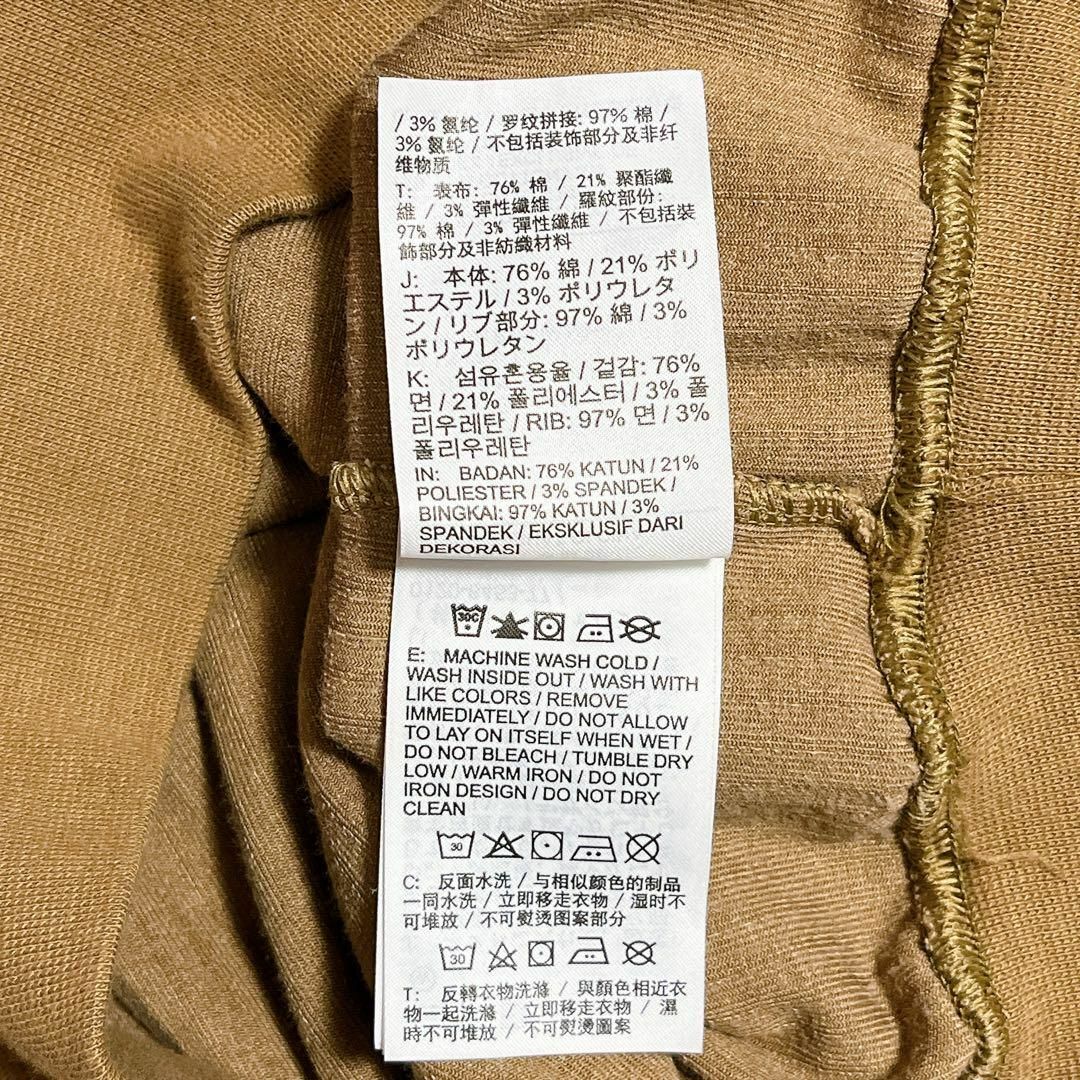 / 3% 氨纶 / 罗纹拼接: 97% 棉 /
3% 氨纶 / 不包括装饰部分及非纤
维物质
T: 表布: 76% 棉 / 21% 聚酯纖
維 / 3% 彈性纖維 / 羅紋部份:
97% 棉 / 3% 彈性纖維 / 不包括裝
飾部分及非紡織材料
J: 本体: 76% 綿 / 21% ポリ
エステル / 3% ポリウレタ
ン / リブ部分: 97% 綿 / 3%
ポリウレタン
K: 섬유혼용율 / 겉감: 76%
면 / 21% 폴리에스터 / 3% 폴
리우레탄 / RIB: 97% 면 / 3%
폴리우레탄
IN: BADAN: 76% KATUN / 21%
POLIESTER / 3% SPANDEK /
BINGKAI: 97% KATUN / 3%
SPANDEK / EKSKLUSIF DARI
DEKORASI
30C
E: MACHINE WASH COLD /
WASH INSIDE OUT / WASH WITH
LIKE COLORS / REMOVE
IMMEDIATELY / DO NOT ALLOW
TO LAY ON ITSELF WHEN WET /
DO NOT BLEACH / TUMBLE DRY
LOW / WARM IRON / DO NOT
IRON DESIGN / DO NOT DRY
CLEAN
30
C: 反面水洗 / 与相似颜色的制品
一同水洗 / 立即移走衣物 / 湿时不
可堆放 / 不可熨烫图案部分
30
T: 反轉衣物洗滌 / 與顏色相近衣
物一起洗滌 / 立即移走衣物 / 濕
時不可堆放 / 不可熨燙圖案